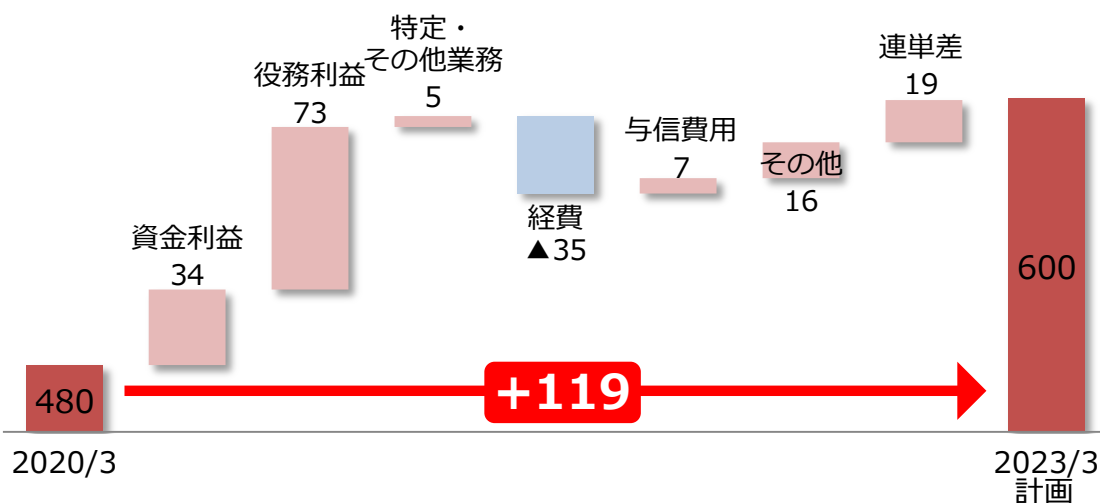 特定・
その他業務
5
役務利益
73
資金利益
34
経費
▲35
与信費用
7
その他
16
連単差
19
480
+119
600
2020/3
2023/3
計画